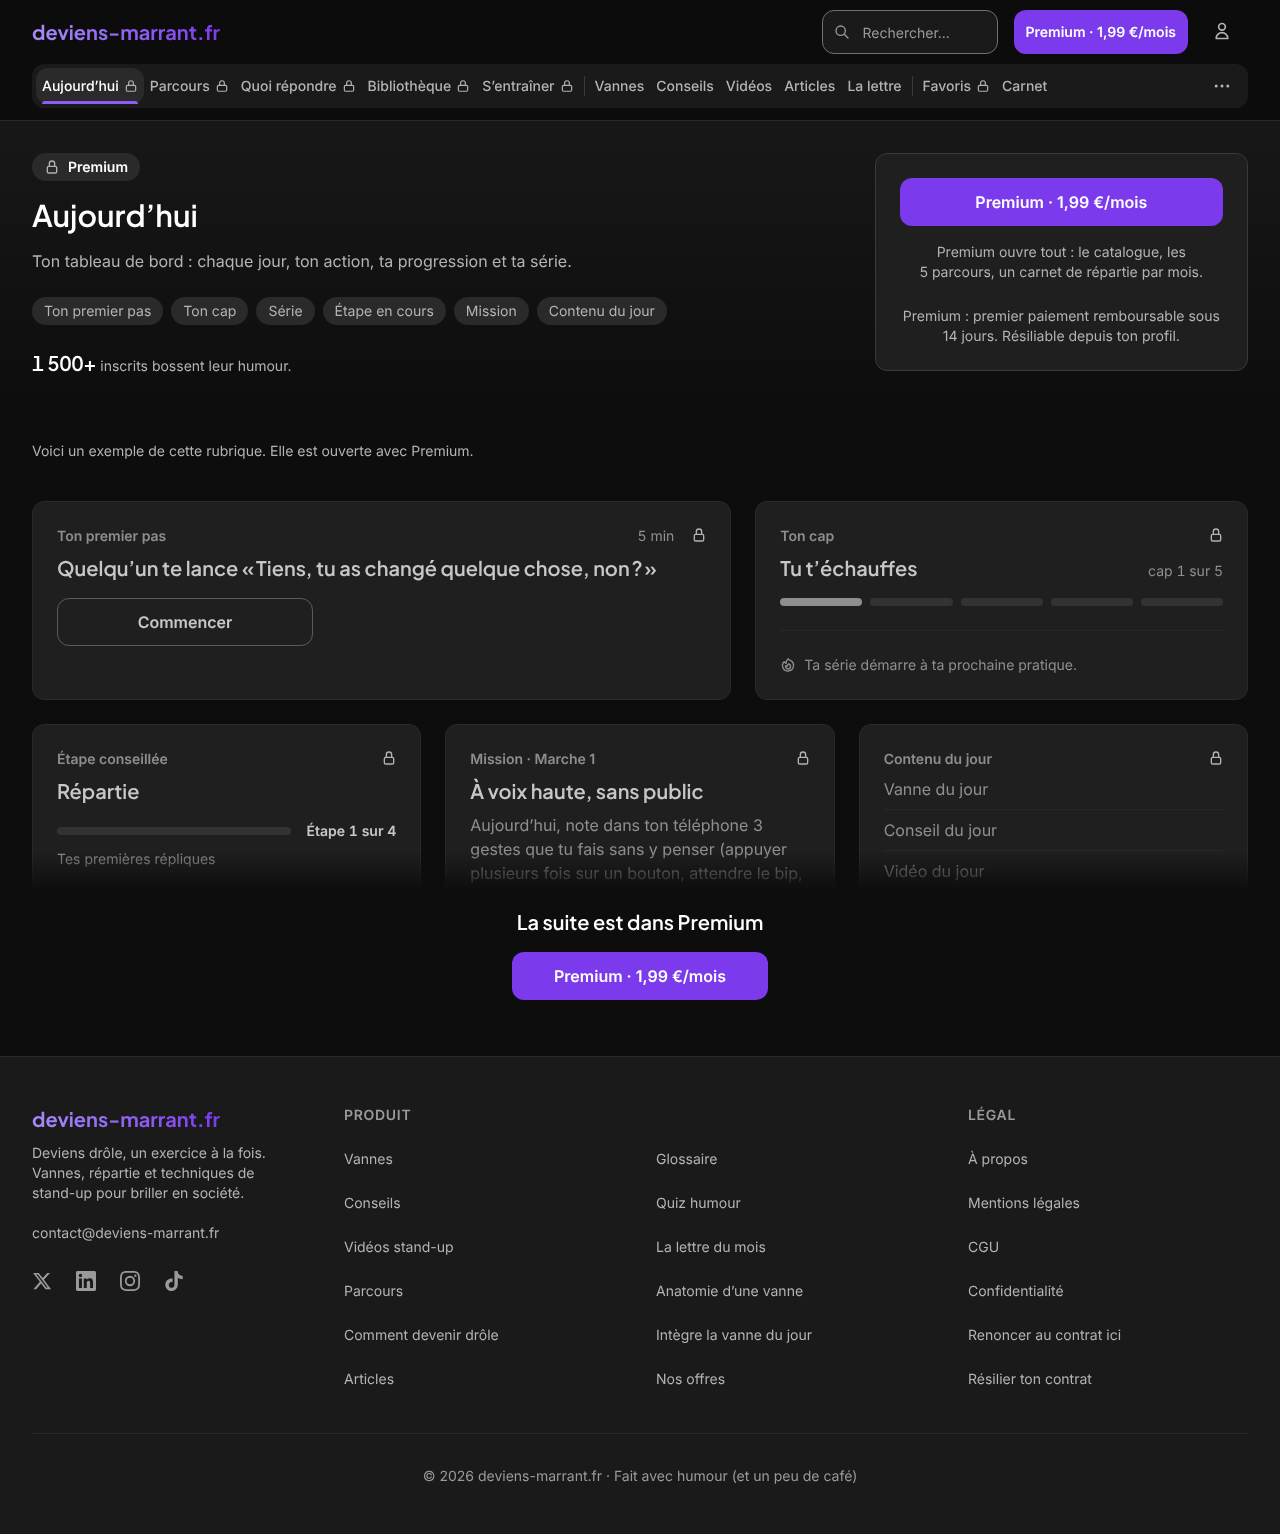 deviens-marrant.fr
Rechercher...
Premium · 1,99 €/mois
Aujourd’hui
Parcours
Quoi répondre
Bibliothèque
S’entraîner
Vannes
Conseils
Vidéos
Articles
La lettre
Favoris
Carnet
Premium
Aujourd’hui
Ton tableau de bord : chaque jour, ton action, ta progression et ta série.
Ton premier pas
Ton cap
Série
Étape en cours
Mission
Contenu du jour
1 500+ inscrits bossent leur humour.
Premium · 1,99 €/mois
Premium ouvre tout : le catalogue, les
5 parcours, un carnet de répartie par mois.
Premium : premier paiement remboursable sous
14 jours. Résiliable depuis ton profil.
Voici un exemple de cette rubrique. Elle est ouverte avec Premium.
Ton premier pas
5 min
Quelqu’un te lance « Tiens, tu as changé quelque chose, non ? »
Commencer
Ton cap
Tu t’échauffes
cap 1 sur 5
Ta série démarre à ta prochaine pratique.
Étape conseillée
Répartie
Étape 1 sur 4
Tes premières répliques
Mission · Marche 1
À voix haute, sans public
Aujourd’hui, note dans ton téléphone 3
gestes que tu fais sans y penser (appuyer
plusieurs fois sur un bouton, attendre le bip,
Contenu du jour
Vanne du jour
Conseil du jour
Vidéo du jour
La suite est dans Premium
Premium · 1,99 €/mois
deviens-marrant.fr
Deviens drôle, un exercice à la fois.
Vannes, répartie et techniques de
stand-up pour briller en société.
contact@deviens-marrant.fr
PRODUIT
Vannes
Conseils
Vidéos stand-up
Parcours
Comment devenir drôle
Articles
Glossaire
Quiz humour
La lettre du mois
Anatomie d’une vanne
Intègre la vanne du jour
Nos offres
LÉGAL
À propos
Mentions légales
CGU
Confidentialité
Renoncer au contrat ici
Résilier ton contrat
© 2026 deviens-marrant.fr · Fait avec humour (et un peu de café)